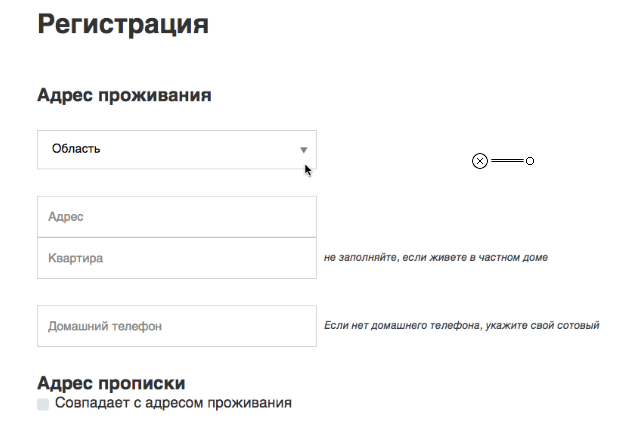 Регистрация
Адрес проживания
Область
Адрес
Квартира
не заполняйте, если живете в частном доме
Домашний телефон
Если нет домашнего телефона, укажите свой сотовый
Адрес прописки
Совпадает с адресом проживания